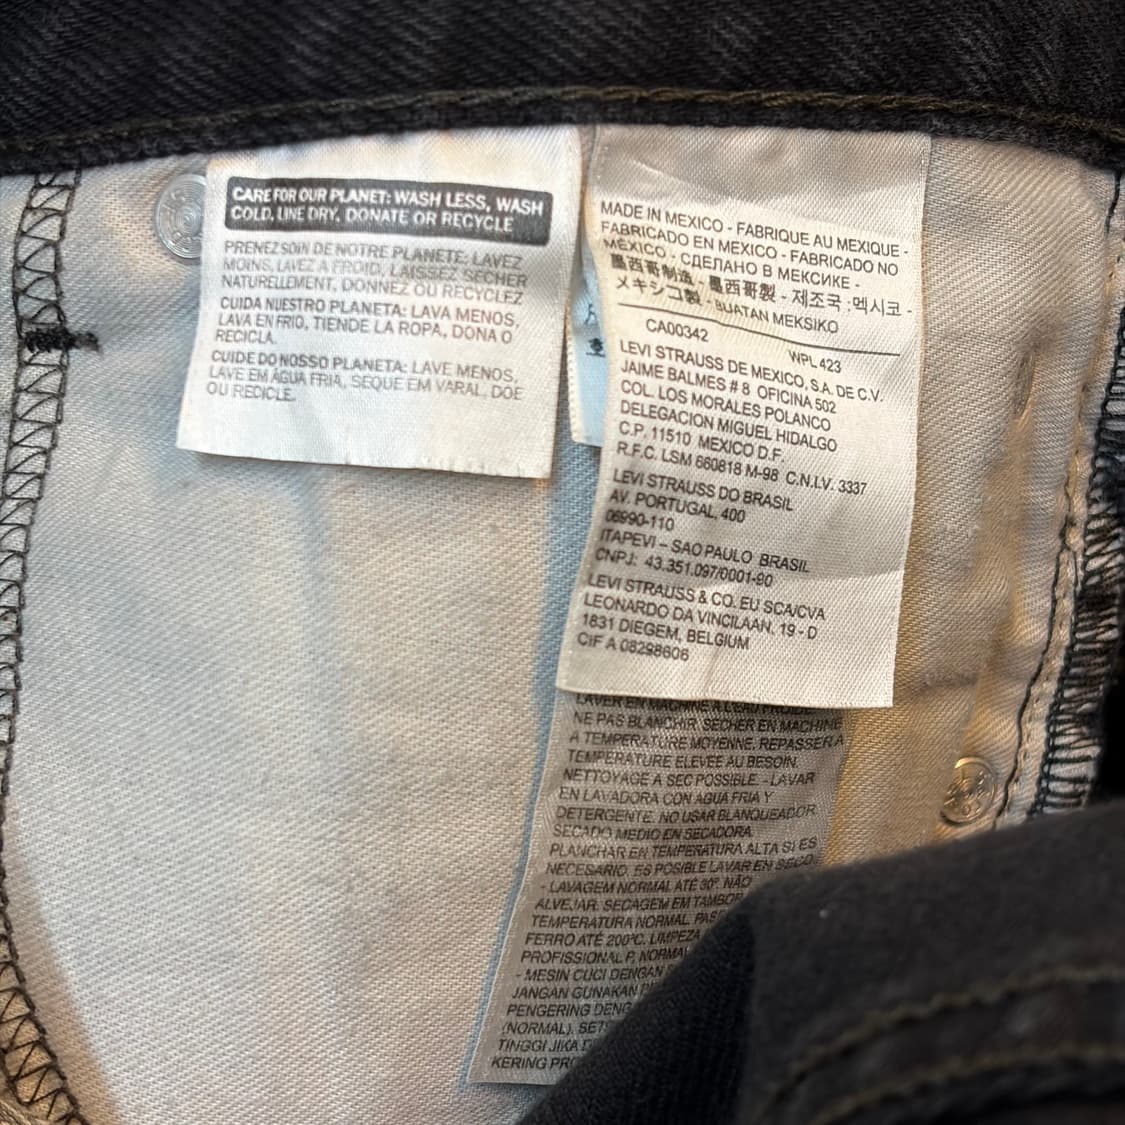 CARE FOR OUR PLANET: WASH LESS, WASH
COLD, LINE DRY, DONATE OR RECYCLE
PRENEZ SOIN DE NOTRE PLANETE: LAVEZ
MOINS, LAVEZ A FROID, LAISSEZ SECHER
NATURELLEMENT, DONNEZ OU RECYCLEZ
CUIDA NUESTRO PLANETA: LAVA MENOS,
LAVA EN FRIO, TIENDE LA ROPA, DONA O
RECICLA.
CUIDE DO NOSSO PLANETA: LAVE MENOS,
LAVE EM ÁGUA FRIA, SEQUE EM VARAL, DOE
OU RECICLE.
MADE IN MEXICO - FABRIQUE AU MEXIQUE -
FABRICADO EN MEXICO - FABRICADO NO
MÉXICO - СДЕЛАНО В МЕКСИКЕ -
墨西哥制造 - 墨西哥製 - 제조국 :멕시코 -
メキシコ製 - BUATAN MEKSIKO
CA00342 WPL 423
LEVI STRAUSS DE MEXICO, S.A. DE C.V.
JAIME BALMES # 8 OFICINA 502
COL. LOS MORALES POLANCO
DELEGACION MIGUEL HIDALGO
C.P. 11510 MEXICO D.F.
R.F.C. LSM 660818 M-98 C.N.I.V. 3337
LEVI STRAUSS DO BRASIL
AV. PORTUGAL, 400
06990-110
ITAPEVI – SAO PAULO BRASIL
CNPJ: 43.351.097/0001-90
LEVI STRAUSS & CO. EU SCA/CVA
LEONARDO DA VINCILAAN, 19 - D
1831 DIEGEM, BELGIUM
CIF A 08298606
LAVER EN MACHINE A L'EAU
NE PAS BLANCHIR. SECHER EN MACHINE
A TEMPERATURE MOYENNE. REPASSER A
TEMPERATURE ELEVEE AU BESOIN.
NETTOYAGE A SEC POSSIBLE. - LAVAR
EN LAVADORA CON AGUA FRIA Y
DETERGENTE. NO USAR BLANQUEADOR.
SECADO MEDIO EN SECADORA.
PLANCHAR EN TEMPERATURA ALTA SI ES
NECESARIO. ES POSIBLE LAVAR EN SECO.
- LAVAGEM NORMAL ATÉ 30º. NÃO
ALVEJAR. SECAGEM EM TAMBOR
TEMPERATURA NORMAL.
FERRO ATÉ 200ºC. LIMPEZA
PROFISSIONAL P, NORMAL
- MESIN CUCI DENGAN
JANGAN GUNAKAN
PENGERING
(NORMAL).
TINGGI JIKA
KERING